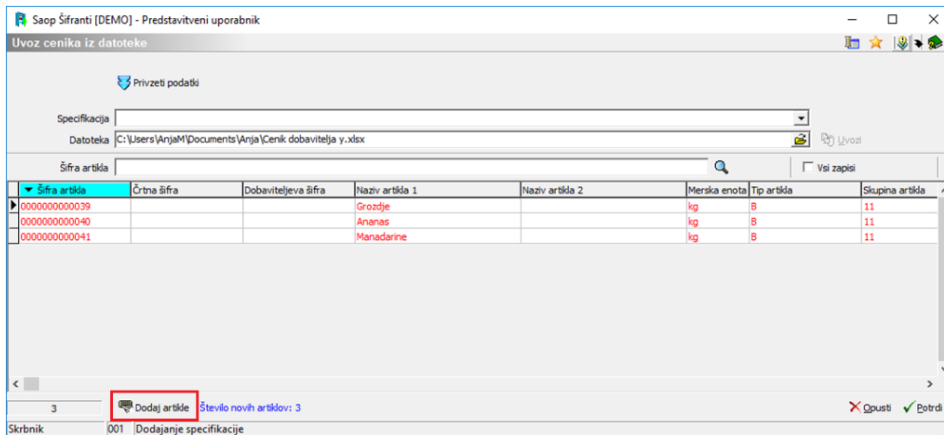 Saop Šifranti [DEMO] - Predstavitveni uporabnik
Uvoz cenika iz datoteke
Privzeti podatki
Specifikacija
Datoteka C:\Users\AnjaM\Documents\Anja\Cenik dobavitelja y.xlsx Uvozi
Šifra artikla Vsi zapisi
Šifra artikla Črtna šifra Dobaviteljeva šifra Naziv artikla 1 Naziv artikla 2 Merska enota Tip artikla Skupina artikla
0000000000039 Grozdje kg B 11
0000000000040 Ananas kg B 11
0000000000041 Manadarine kg B 11
3 Dodaj artikle Število novih artiklov: 3 Opusti Potrdi
Skrbnik 001 Dodajanje specifikacije